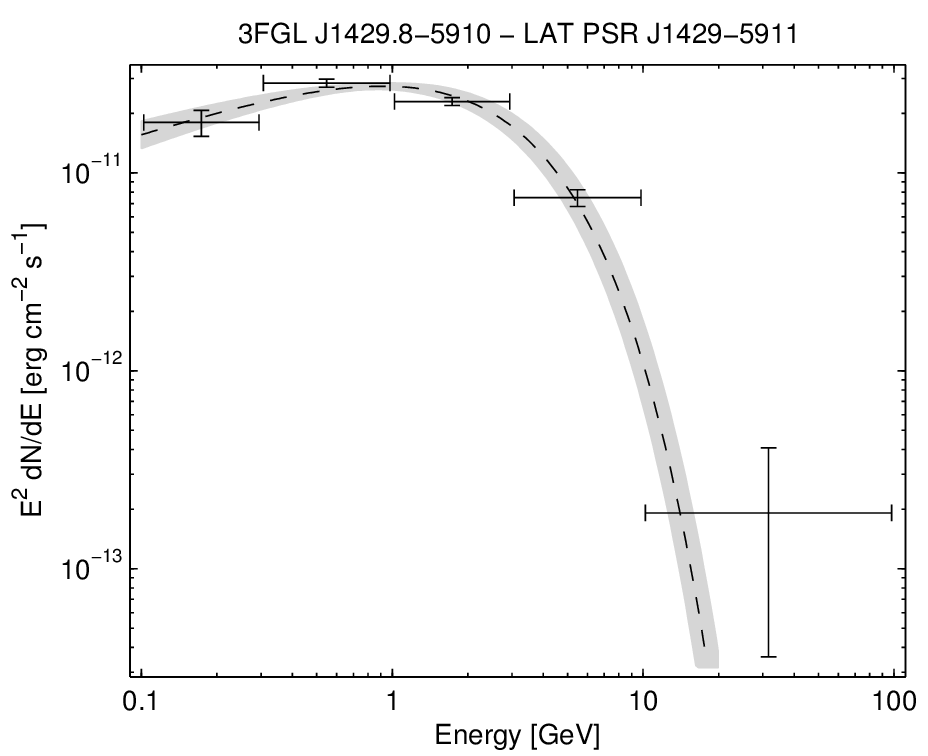 3FGL J1429.8−5910 − LAT PSR J1429−5911
E² dN/dE [erg cm⁻² s⁻¹]
10⁻¹¹
10⁻¹²
10⁻¹³
0.1 1 10 100
Energy [GeV]